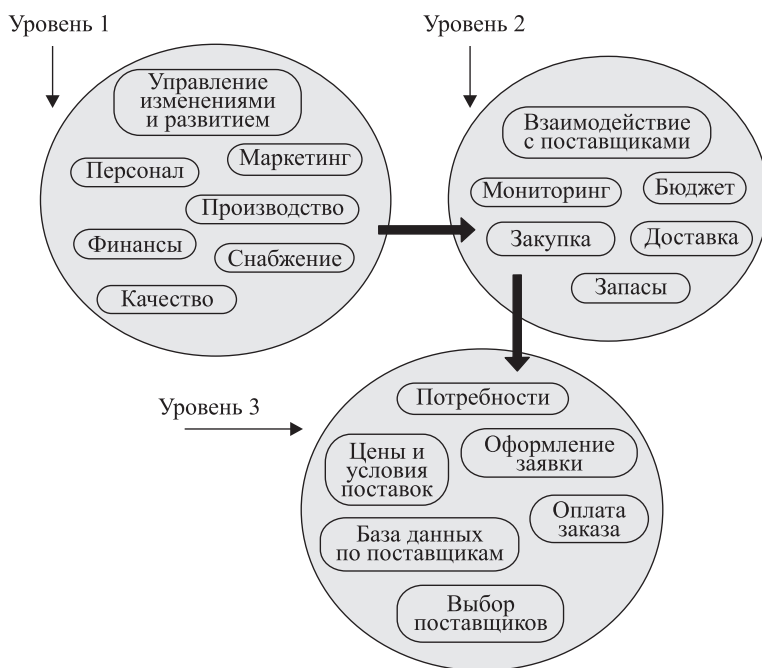 Уровень 1
Управление
изменениями
и развитием
Маркетинг
Персонал
Производство
Финансы
Снабжение
Качество
Уровень 2
Взаимодействие
с поставщиками
Мониторинг
Бюджет
Закупка
Доставка
Запасы
Уровень 3
Потребности
Цены и
условия
поставок
Оформление
заявки
Оплата
заказа
База данных
по поставщикам
Выбор
поставщиков